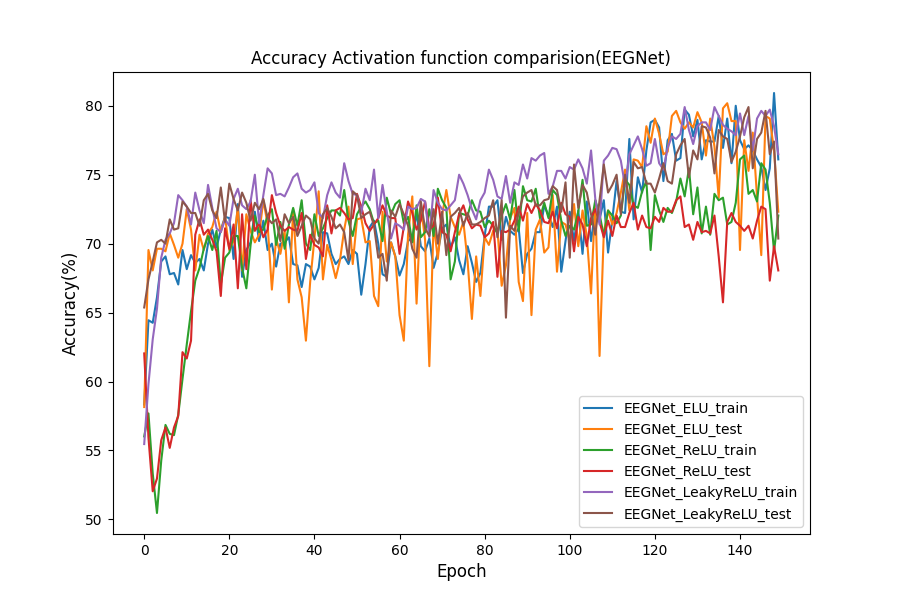 Accuracy Activation function comparision(EEGNet)
80
75
70
65
60
55
50
Accuracy(%)
0 20 40 60 80 100 120 140
Epoch
EEGNet_ELU_train
EEGNet_ELU_test
EEGNet_ReLU_train
EEGNet_ReLU_test
EEGNet_LeakyReLU_train
EEGNet_LeakyReLU_test